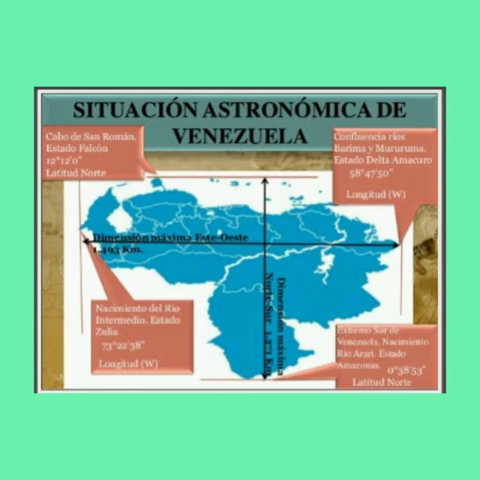 SITUACIÓN ASTRONÓMICA DE
VENEZUELA
Cabo de San Román.
Estado Falcón
12°12'0"
Latitud Norte
Confluencia ríos
Barima y Mururuma.
Estado Delta Amacuro
58°47'50"
Longitud (W)
Dimensión máxima Este-Oeste
1.493 Km.
Dimensión máxima
Norte-Sur 1.271 Km
Nacimiento del Río
Intermedio. Estado
Zulia
73°22'38"
Longitud (W)
Extremo Sur de
Venezuela. Nacimiento
Río Arari. Estado
Amazonas. 0°38'53"
Latitud Norte